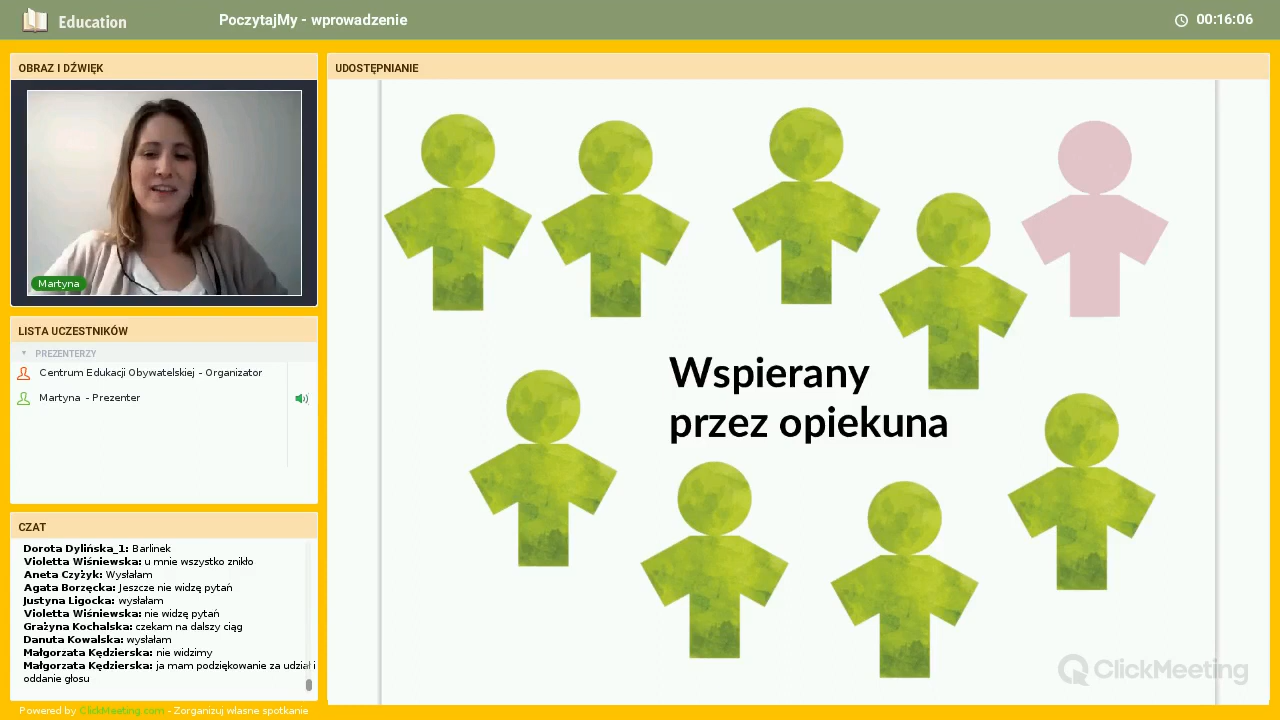 Education
PoczytajMy - wprowadzenie
00:16:06
OBRAZ I DŹWIĘK
Martyna
LISTA UCZESTNIKÓW
PREZENTERZY
Centrum Edukacji Obywatelskiej - Organizator
Martyna - Prezenter
CZAT
Dorota Dylińska_1: Barlinek
Violetta Wiśniewska: u mnie wszystko znikło
Aneta Czyżyk: Wysłałam
Agata Borzęcka: Jeszcze nie widzę pytań
Justyna Ligocka: wysłałam
Violetta Wiśniewska: nie widzę pytań
Grażyna Kochalska: czekam na dalszy ciąg
Danuta Kowalska: wysłałam
Małgorzata Kędzierska: nie widzimy
Małgorzata Kędzierska: ja mam podziękowanie za udział i
oddanie głosu
Powered by ClickMeeting.com - Zorganizuj własne spotkanie
UDOSTĘPNIANIE
Wspierany
przez opiekuna
ClickMeeting